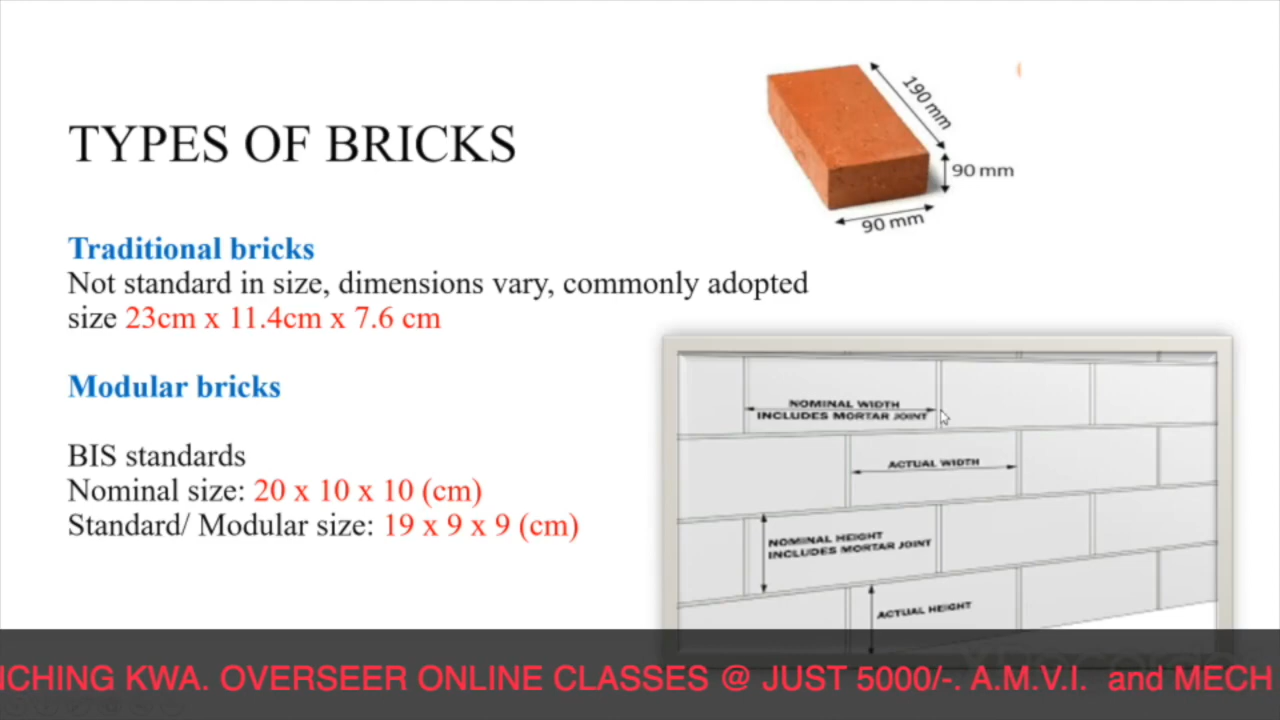 TYPES OF BRICKS
190 mm
90 mm
90 mm
Traditional bricks
Not standard in size, dimensions vary, commonly adopted
size 23cm x 11.4cm x 7.6 cm
Modular bricks
BIS standards
Nominal size: 20 x 10 x 10 (cm)
Standard/ Modular size: 19 x 9 x 9 (cm)
NOMINAL WIDTH
INCLUDES MORTAR JOINT
ACTUAL WIDTH
NOMINAL HEIGHT
INCLUDES MORTAR JOINT
ACTUAL HEIGHT
NCHING KWA. OVERSEER ONLINE CLASSES @ JUST 5000/-. A.M.V.I. and MECH